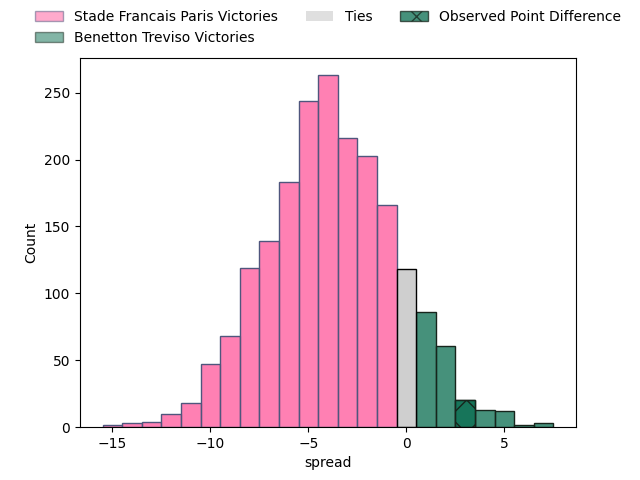 Stade Francais Paris Victories Ties Observed Point Difference
Benetton Treviso Victories
250
200
150
100
50
0
Count
−15 −10 −5 0 5
spread